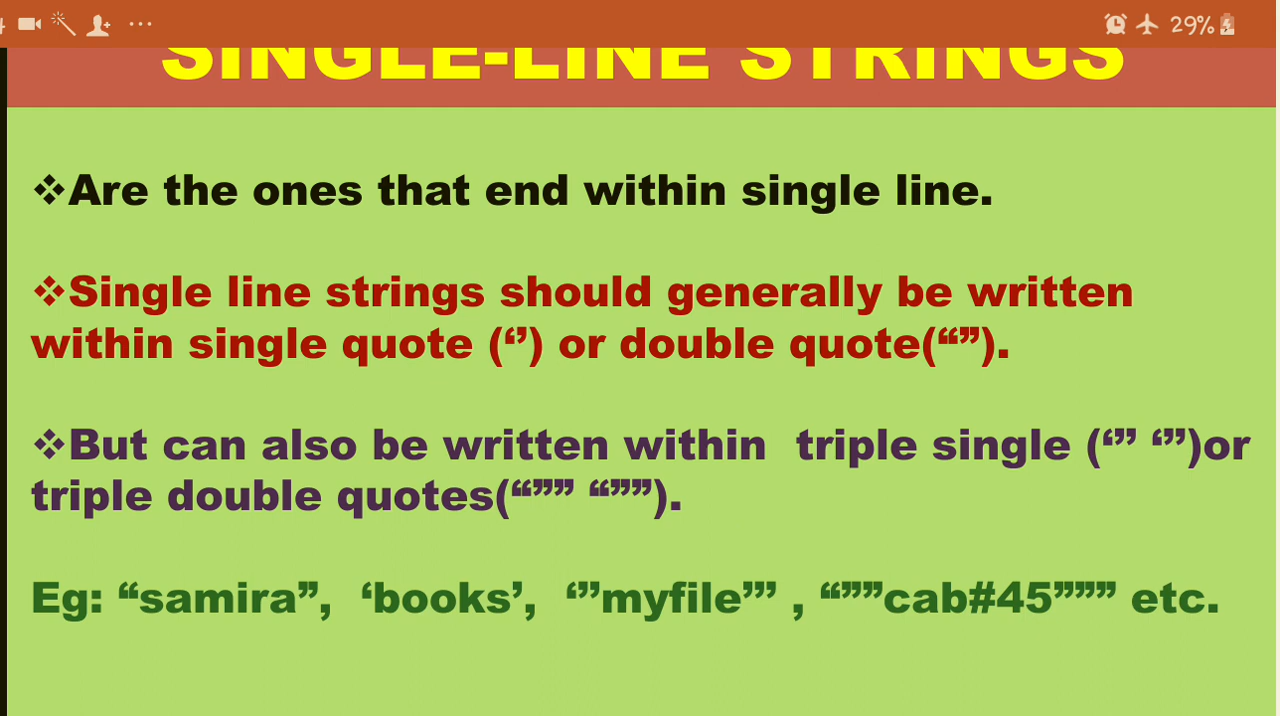 29%
SINGLE-LINE STRINGS
❖Are the ones that end within single line.
❖Single line strings should generally be written
within single quote (‘’) or double quote(“”).
❖But can also be written within triple single (‘’’ ‘’’)or
triple double quotes(“”” “””).
Eg: “samira”, ‘books’, ‘’’myfile’’’ , “””cab#45””” etc.